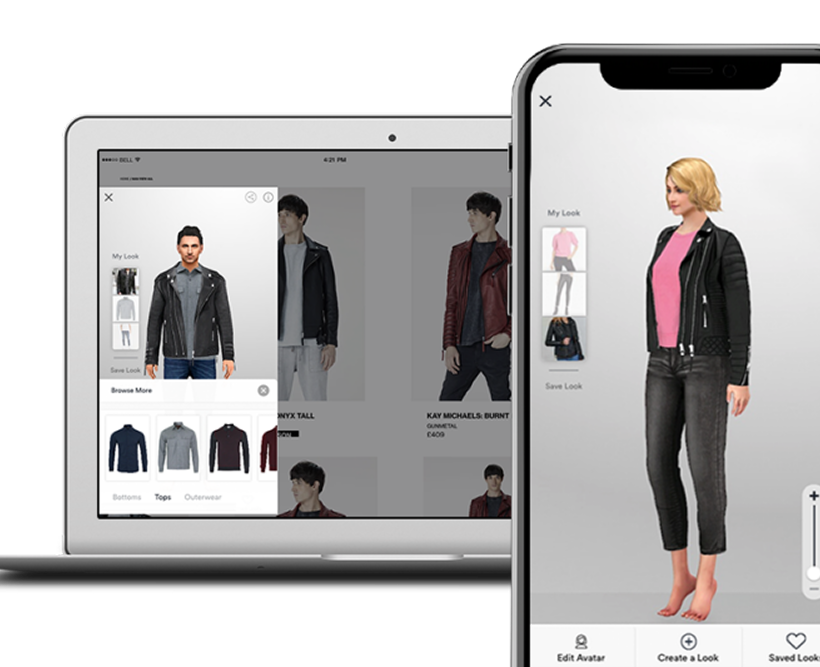 BELL
4:21 PM
My Look
Save Look
Browse More
Bottoms
Tops
Outerwear
ONYX TALL
KAY MICHAELS: BURNT
GUNMETAL
£409
My Look
Save Look
Edit Avatar
Create a Look
Saved Looks